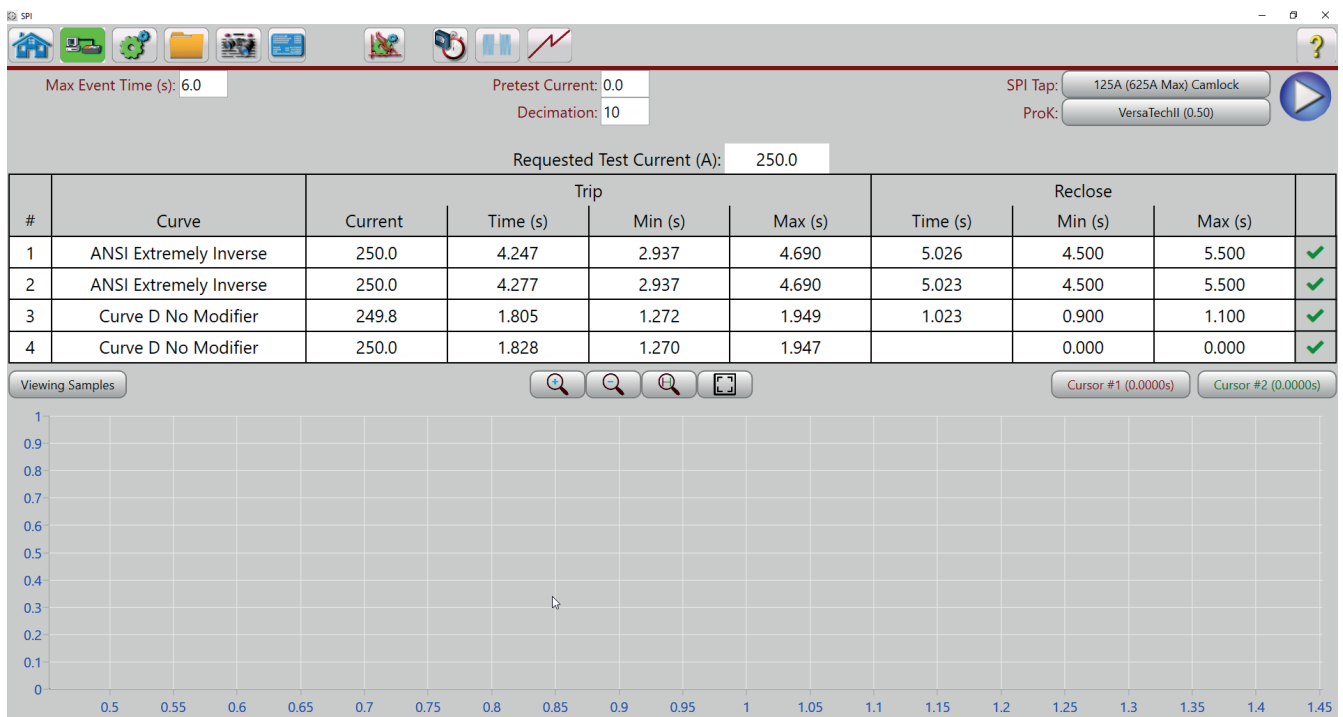 SPI
Max Event Time (s): 6.0 Pretest Current: 0.0 SPI Tap: 125A (625A Max) Camlock
Decimation: 10 ProK: VersaTechII (0.50)
Requested Test Current (A): 250.0
Trip Reclose
# Curve Current Time (s) Min (s) Max (s) Time (s) Min (s) Max (s)
1 ANSI Extremely Inverse 250.0 4.247 2.937 4.690 5.026 4.500 5.500
2 ANSI Extremely Inverse 250.0 4.277 2.937 4.690 5.023 4.500 5.500
3 Curve D No Modifier 249.8 1.805 1.272 1.949 1.023 0.900 1.100
4 Curve D No Modifier 250.0 1.828 1.270 1.947 0.000 0.000
Viewing Samples Cursor #1 (0.0000s) Cursor #2 (0.0000s)
1
0.9
0.8
0.7
0.6
0.5
0.4
0.3
0.2
0.1
0
0.5 0.55 0.6 0.65 0.7 0.75 0.8 0.85 0.9 0.95 1 1.05 1.1 1.15 1.2 1.25 1.3 1.35 1.4 1.45